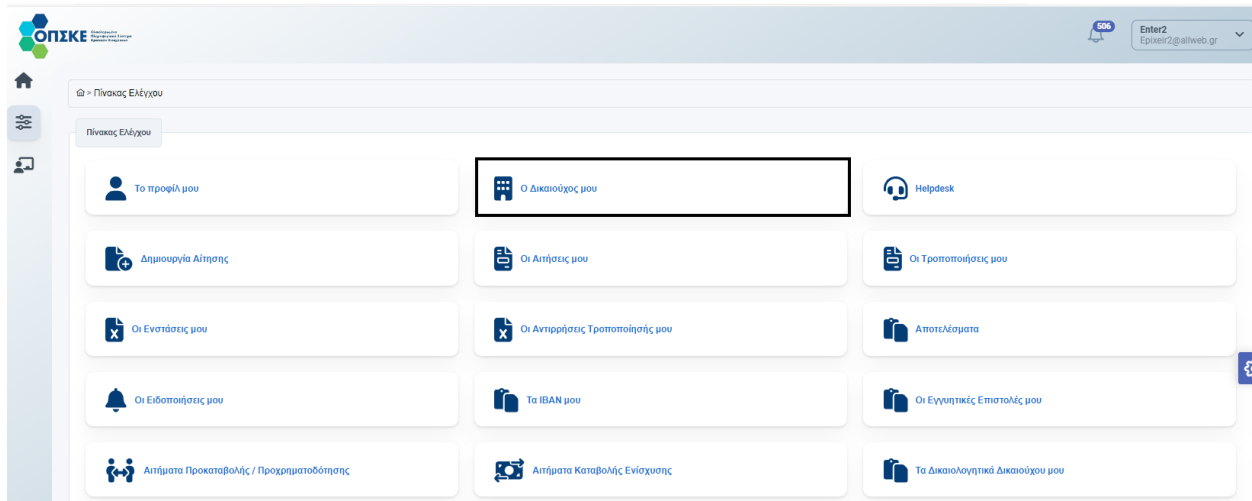 506
ΟΠΣΚΕ
Enter2
Epixeir2@allweb.gr
> Πίνακας Ελέγχου
Πίνακας Ελέγχου
Το προφίλ μου
Ο Δικαιούχος μου
Helpdesk
Δημιουργία Αίτησης
Οι Αιτήσεις μου
Οι Τροποποιήσεις μου
Οι Ενστάσεις μου
Οι Αντιρρήσεις Τροποποίησής μου
Αποτελέσματα
Οι Ειδοποιήσεις μου
Τα IBAN μου
Οι Εγγυητικές Επιστολές μου
Αιτήματα Προκαταβολής / Προχρηματοδότησης
Αιτήματα Καταβολής Ενίσχυσης
Τα Δικαιολογητικά Δικαιούχου μου